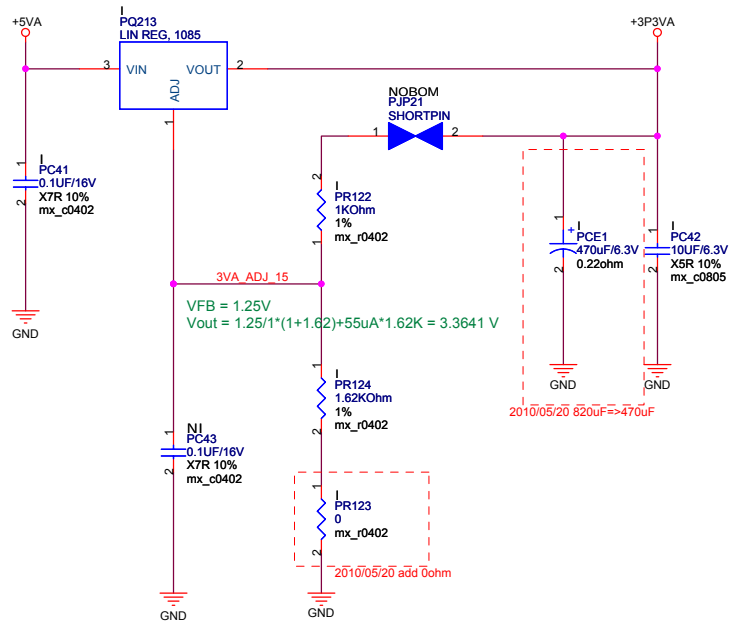 +5VA
I
PQ213
LIN REG, 1085
+3P3VA
3
VIN
VOUT
2
ADJ
1
NOBOM
PJP21
SHORTPIN
1
2
1
I
PC41
0.1UF/16V
X7R 10%
mx_c0402
2
GND
2
I
PR122
1KOhm
1%
mx_r0402
1
1
+
I
PCE1
470uF/6.3V
0.22ohm
2
GND
1
I
PC42
10UF/6.3V
X5R 10%
mx_c0805
2
GND
2010/05/20 820uF=>470uF
3VA_ADJ_15
VFB = 1.25V
Vout = 1.25/1*(1+1.62)+55uA*1.62K = 3.3641 V
1
I
PR124
1.62KOhm
1%
mx_r0402
2
1
NI
PC43
0.1UF/16V
X7R 10%
mx_c0402
2
GND
1
I
PR123
0
mx_r0402
2
2010/05/20 add 0ohm
GND